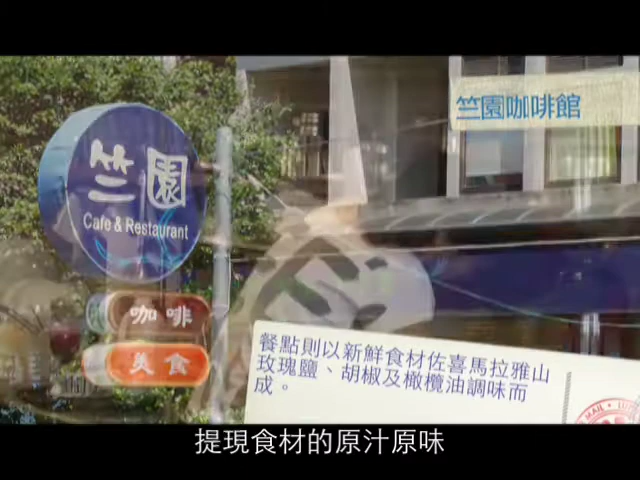 竺園咖啡館
竺園
Cafe & Restaurant
咖啡
美食
餐點則以新鮮食材佐喜馬拉雅山
玫瑰鹽、胡椒及橄欖油調味而
成。
MAIL
提現食材的原汁原味